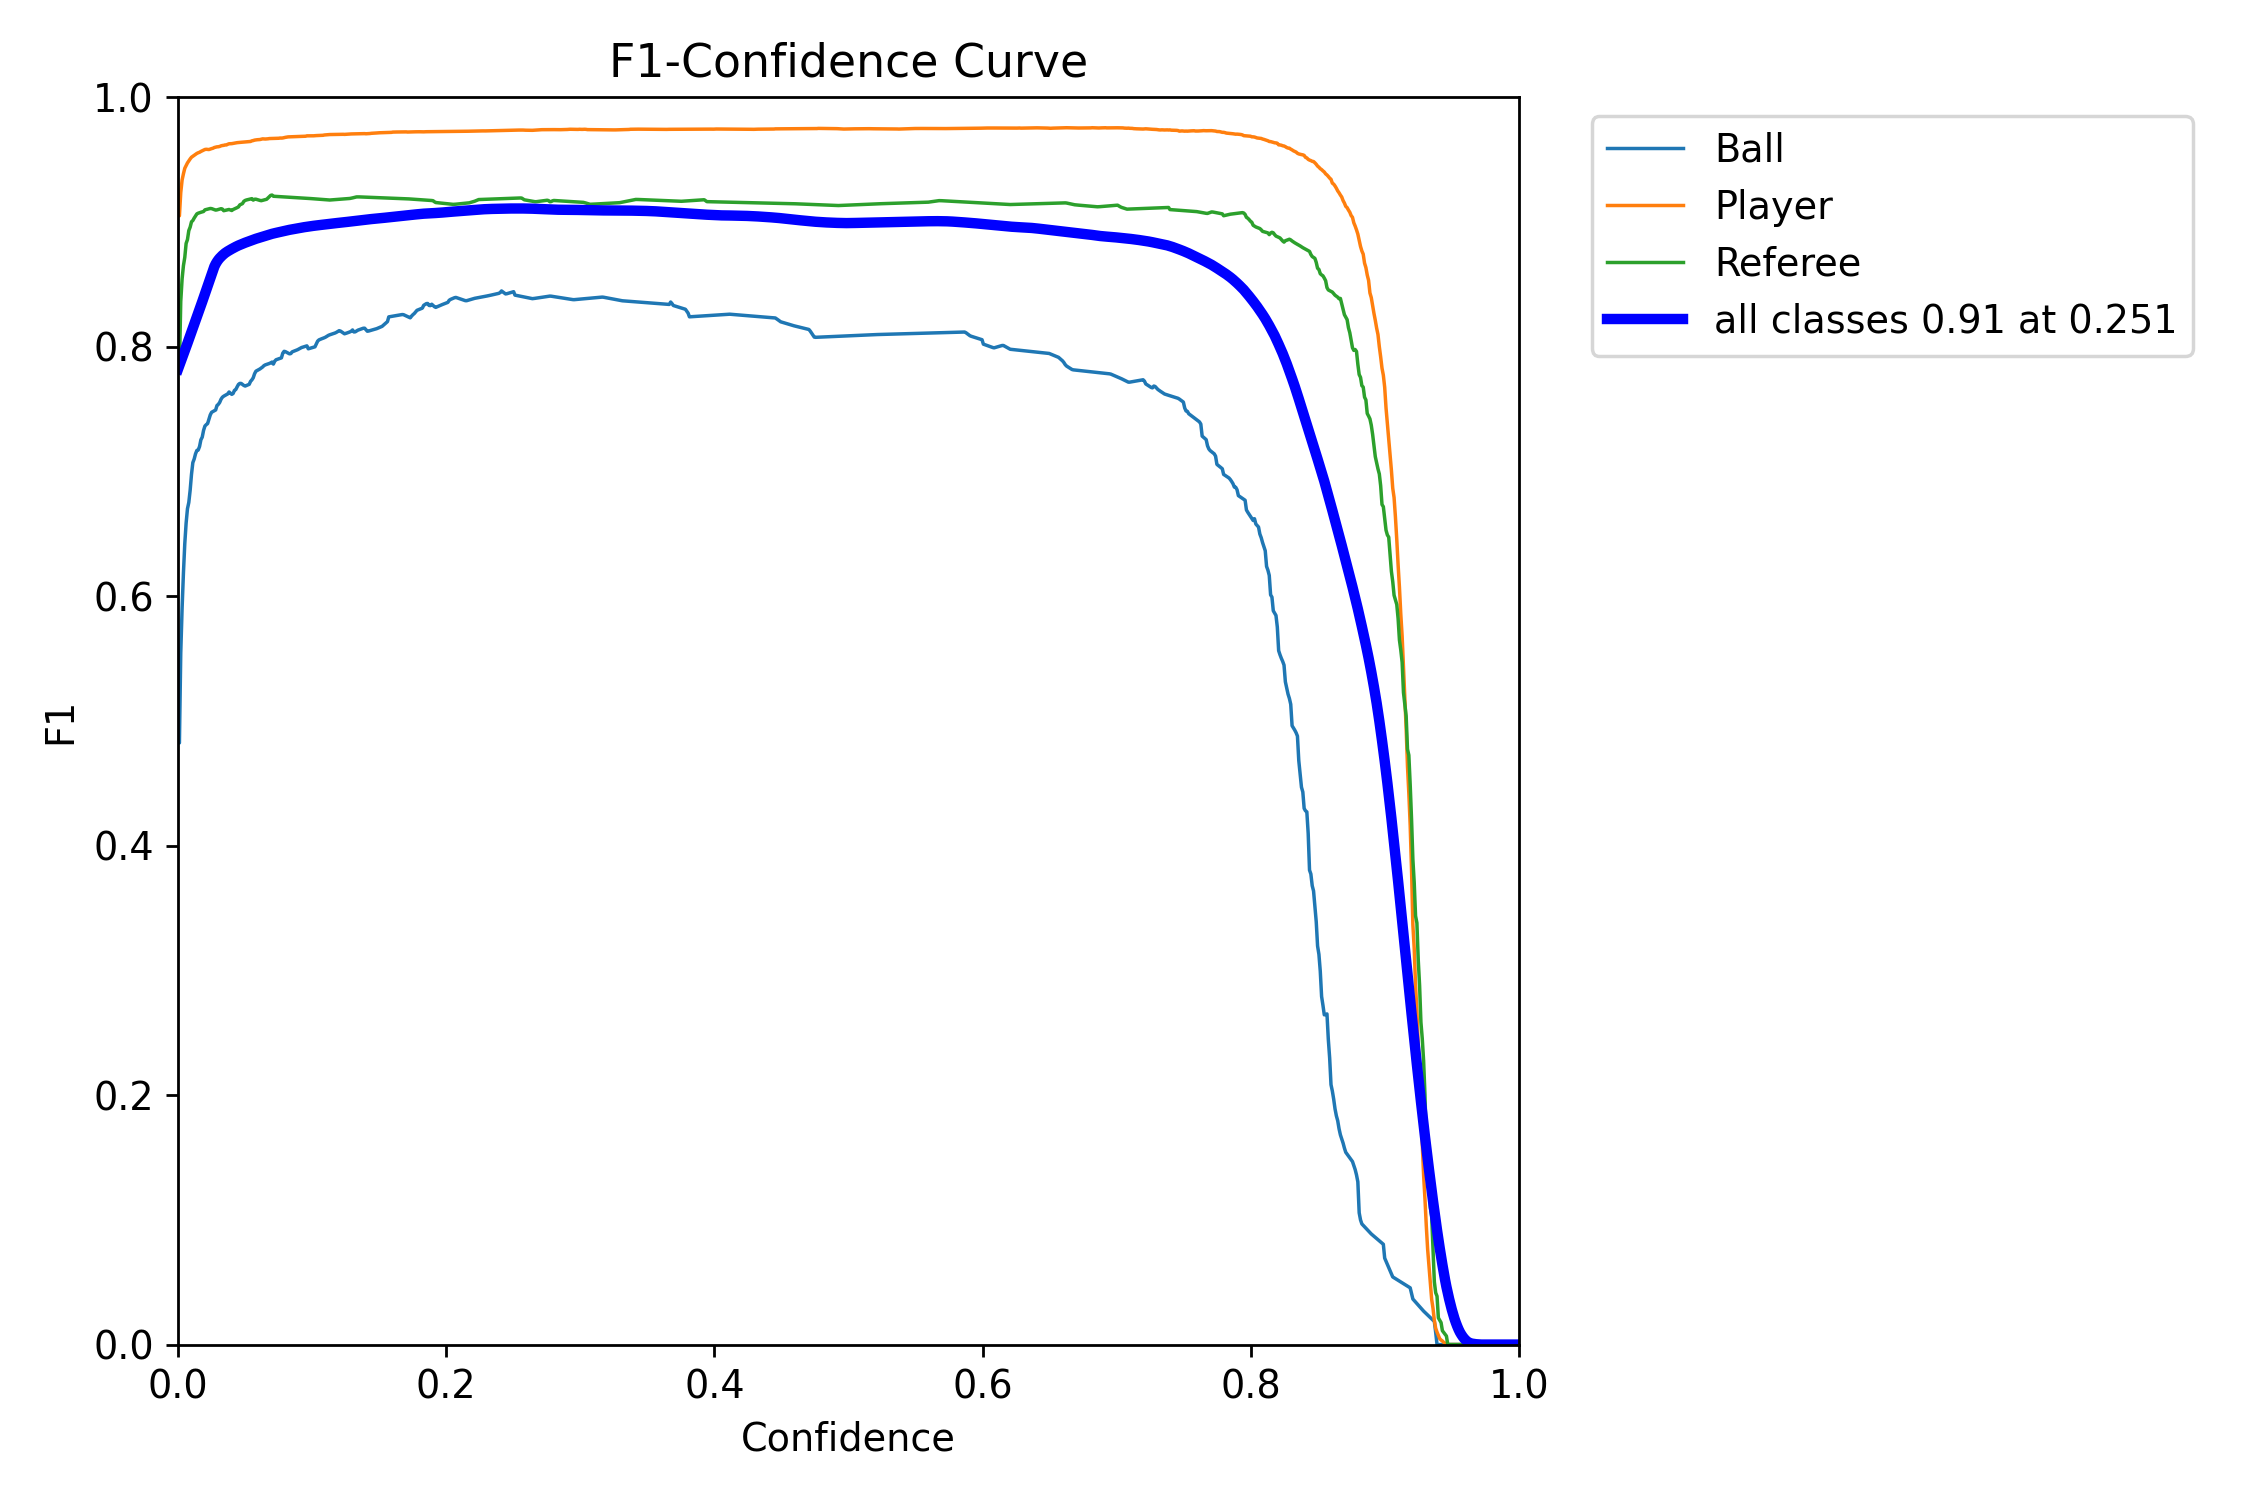 F1-Confidence Curve
1.0
0.8
0.6
0.4
0.2
0.0
F1
0.0 0.2 0.4 0.6 0.8 1.0
Confidence
Ball
Player
Referee
all classes 0.91 at 0.251